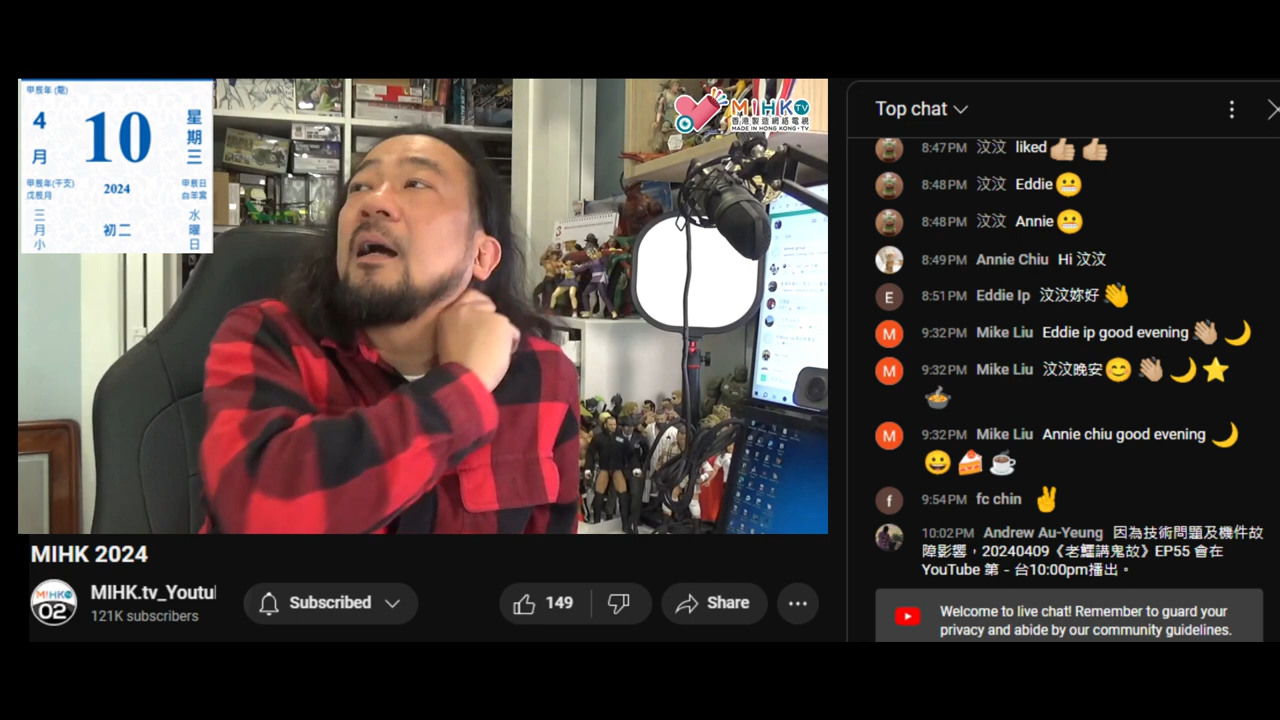 甲辰年 (龍)
4
月
10
星
期
三
甲辰年(干支)
戊辰月
2024
甲辰日
白羊宮
三
月
小
初二
水
曜
日
MIHK TV
香港製造網絡電視
MADE IN HONG KONG · TV
MIHK 2024
MIHK.tv_Youtu
121K subscribers
MIHK.tv
02
Subscribed
149
Share
Top chat
8:47 PM 汶汶 liked👍🏼👍🏼
8:48 PM 汶汶 Eddie😬
8:48 PM 汶汶 Annie😬
8:49 PM Annie Chiu Hi 汶汶
E 8:51 PM Eddie Ip 汶汶妳好👋
M 9:32 PM Mike Liu Eddie ip good evening👋🏼🌙
M 9:32 PM Mike Liu 汶汶晚安😊👋🏼🌙⭐
🍲
M 9:32 PM Mike Liu Annie chiu good evening🌙
😀🍰☕
f 9:54 PM fc chin ✌
10:02 PM Andrew Au-Yeung 因為技術問題及機件故
障影響，20240409《老鱷講鬼故》EP55 會在
YouTube 第 - 台10:00pm播出。
Welcome to live chat! Remember to guard your
privacy and abide by our community guidelines.